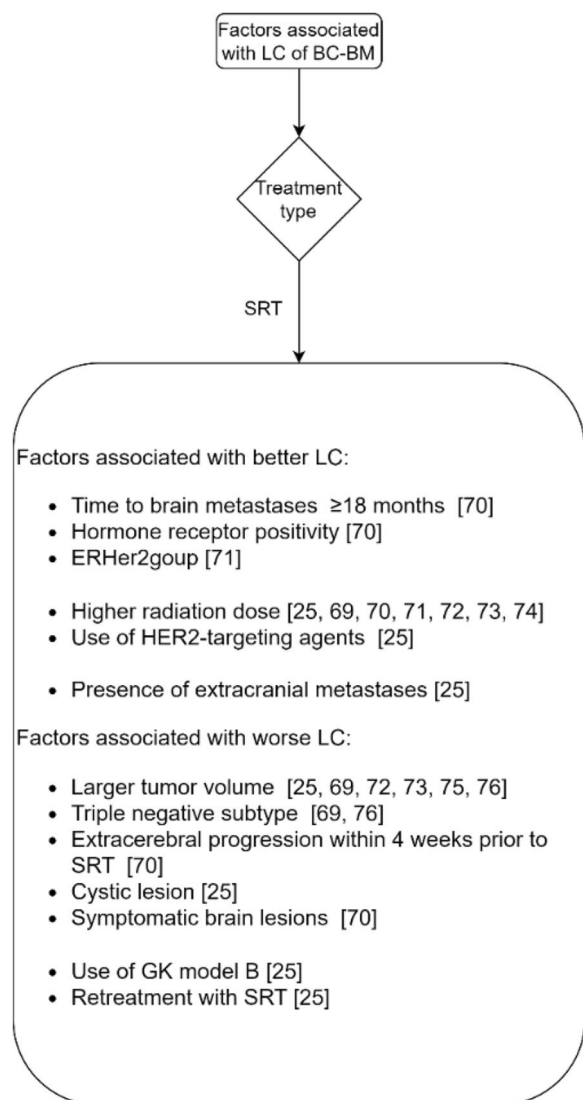 Factors associated
with LC of BC-BM
Treatment
type
SRT
Factors associated with better LC:
• Time to brain metastases ≥18 months [70]
• Hormone receptor positivity [70]
• ERHer2goup [71]
• Higher radiation dose [25, 69, 70, 71, 72, 73, 74]
• Use of HER2-targeting agents [25]
• Presence of extracranial metastases [25]
Factors associated with worse LC:
• Larger tumor volume [25, 69, 72, 73, 75, 76]
• Triple negative subtype [69, 76]
• Extracerebral progression within 4 weeks prior to
SRT [70]
• Cystic lesion [25]
• Symptomatic brain lesions [70]
• Use of GK model B [25]
• Retreatment with SRT [25]